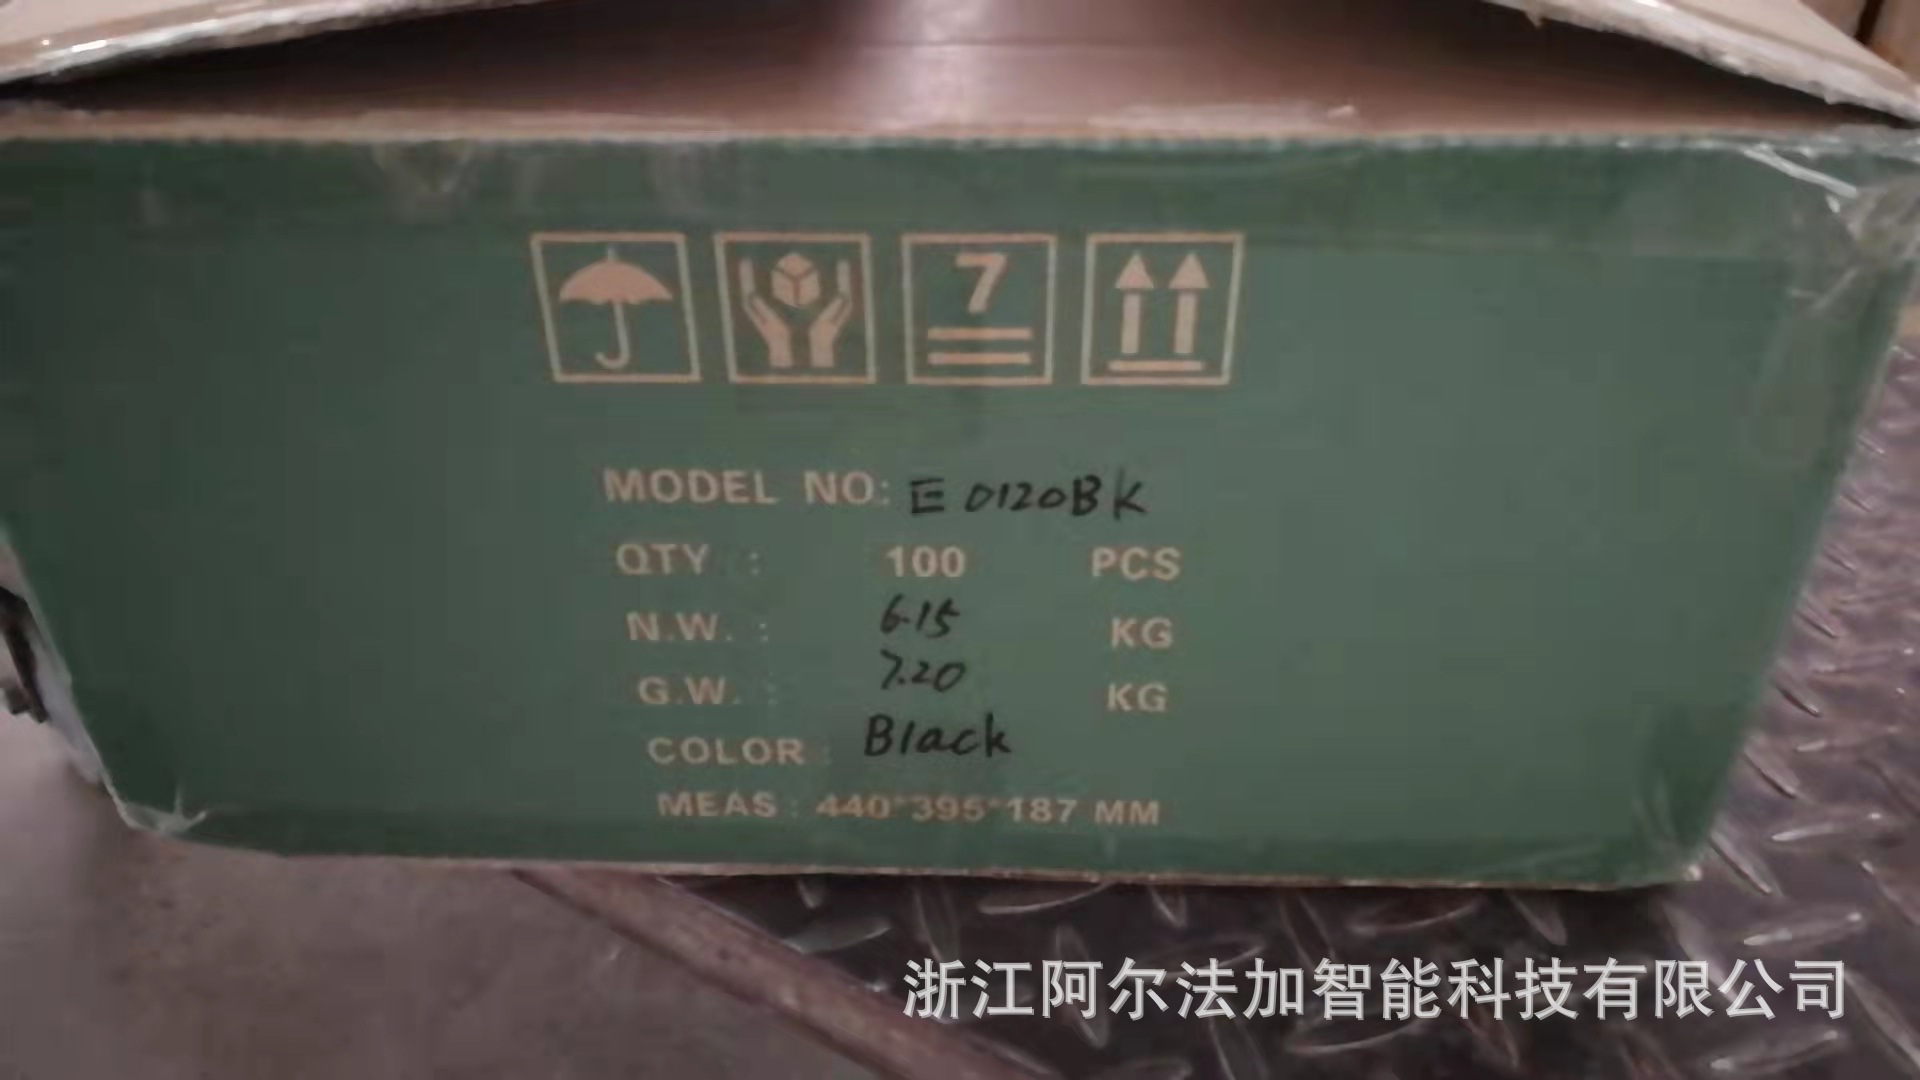 7
MODEL NO: E0120BK
QTY : 100 PCS
N.W. : 6.15 KG
G.W. : 7.20 KG
COLOR : Black
MEAS : 440*395*187 MM
浙江阿尔法加智能科技有限公司